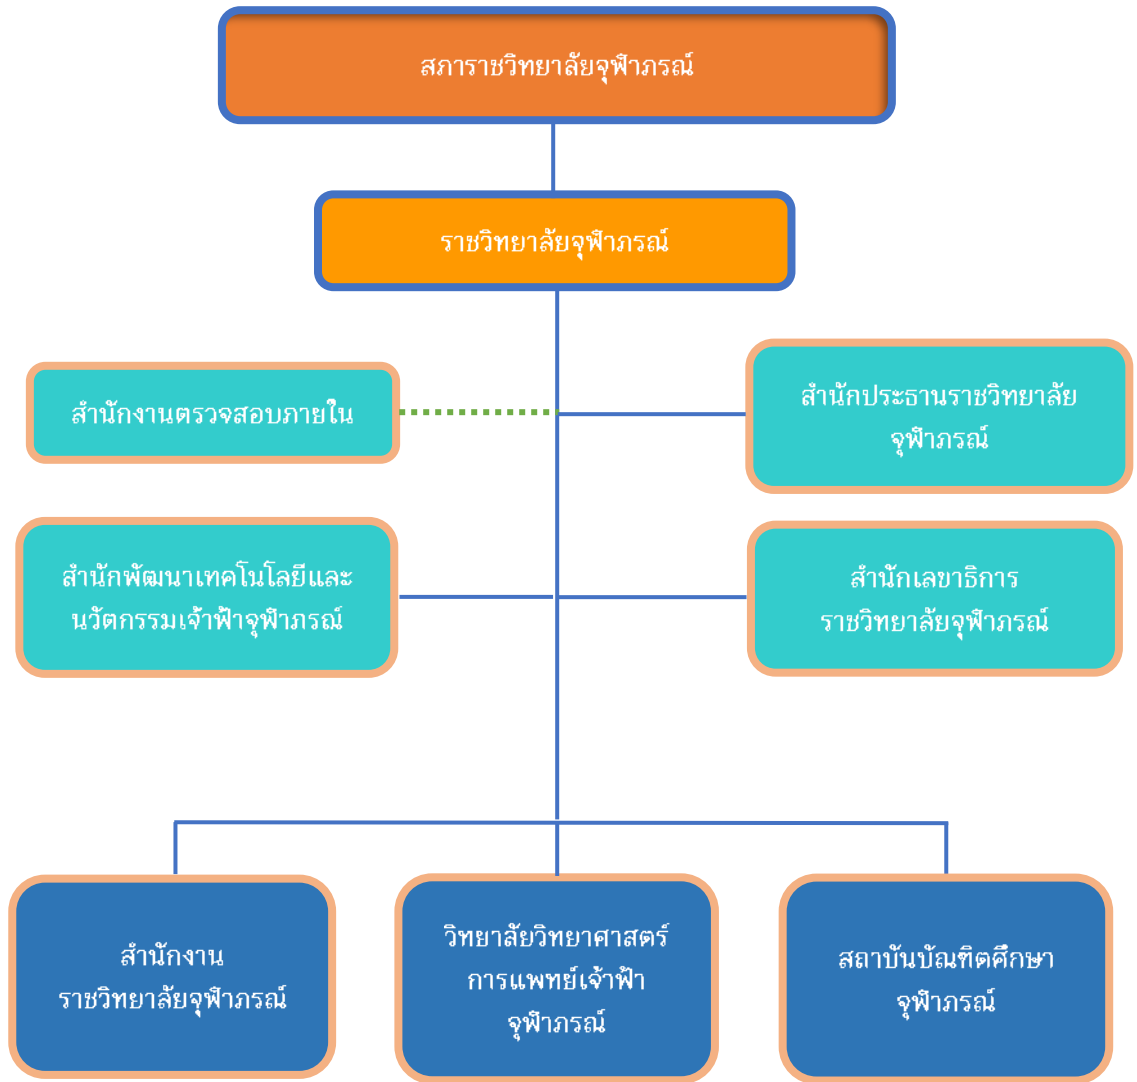 สภาราชวิทยาลัยจุฬาภรณ์
ราชวิทยาลัยจุฬาภรณ์
สำนักงานตรวจสอบภายใน
สำนักประธานราชวิทยาลัย
จุฬาภรณ์
สำนักพัฒนาเทคโนโลยีและ
นวัตกรรมเจ้าฟ้าจุฬาภรณ์
สำนักเลขาธิการ
ราชวิทยาลัยจุฬาภรณ์
สำนักงาน
ราชวิทยาลัยจุฬาภรณ์
วิทยาลัยวิทยาศาสตร์
การแพทย์เจ้าฟ้า
จุฬาภรณ์
สถาบันบัณฑิตศึกษา
จุฬาภรณ์